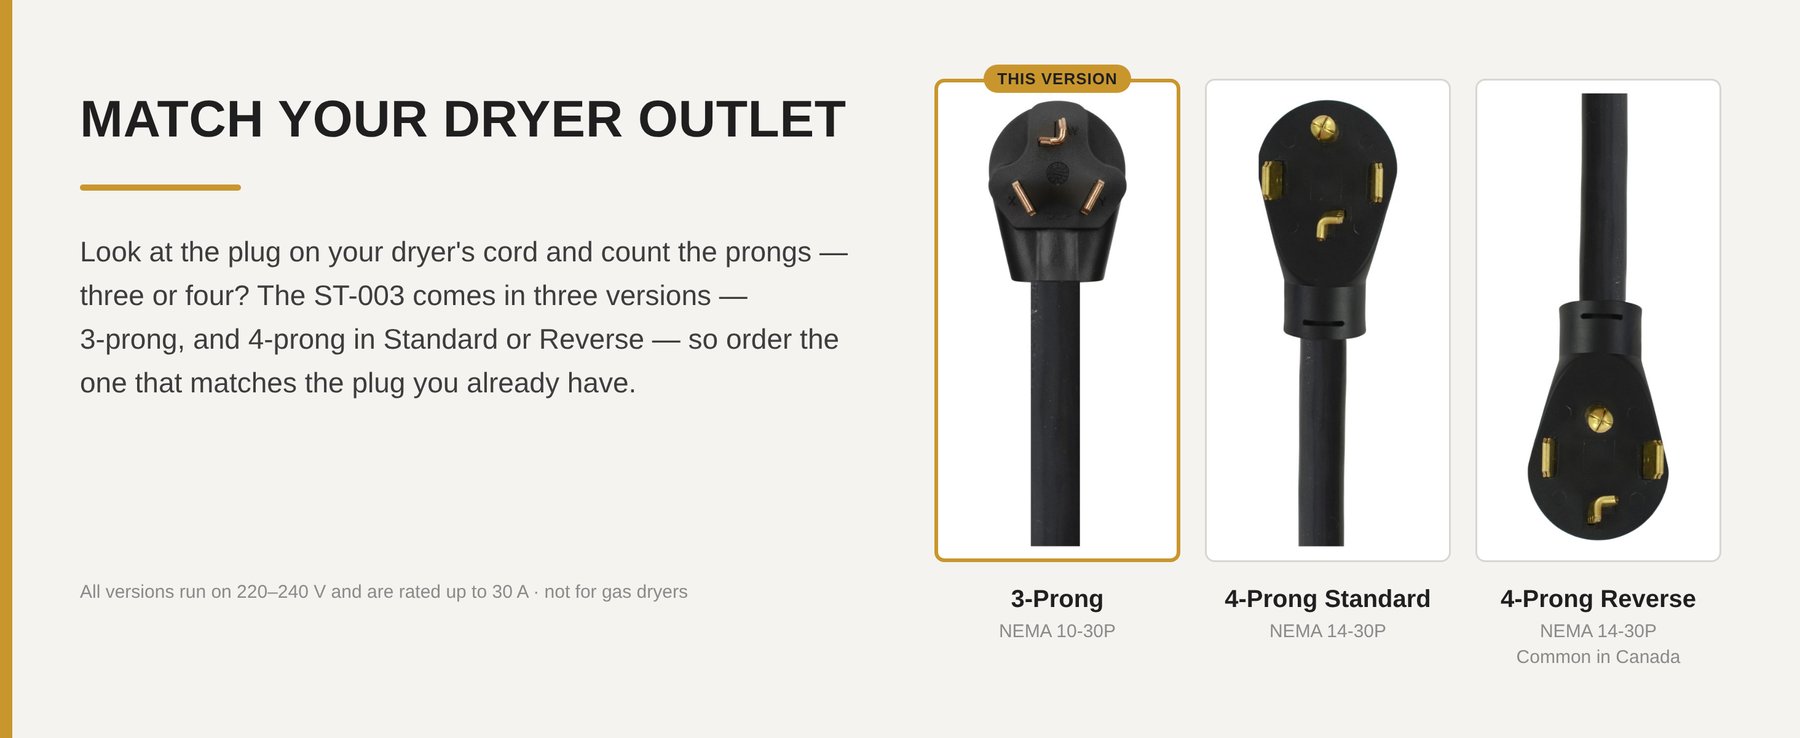 MATCH YOUR DRYER OUTLET
Look at the plug on your dryer's cord and count the prongs —
three or four? The ST-003 comes in three versions —
3-prong, and 4-prong in Standard or Reverse — so order the
one that matches the plug you already have.
All versions run on 220–240 V and are rated up to 30 A · not for gas dryers
THIS VERSION
3-Prong
NEMA 10-30P
4-Prong Standard
NEMA 14-30P
4-Prong Reverse
NEMA 14-30P
Common in Canada